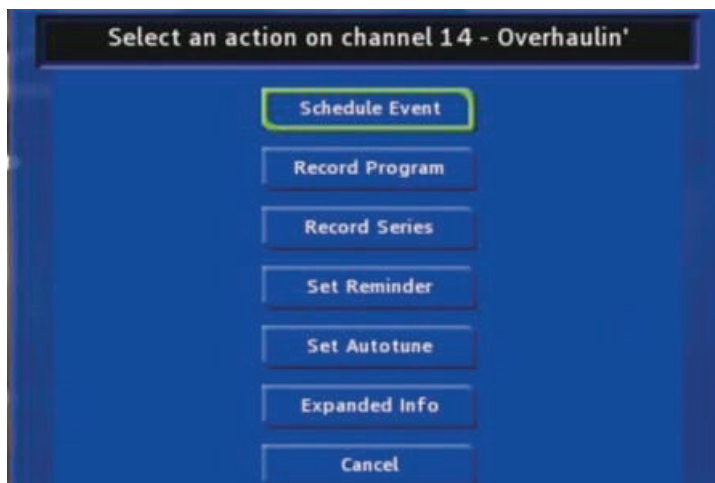 Select an action on channel 14 - Overhaulin'
Schedule Event
Record Program
Record Series
Set Reminder
Set Autotune
Expanded Info
Cancel